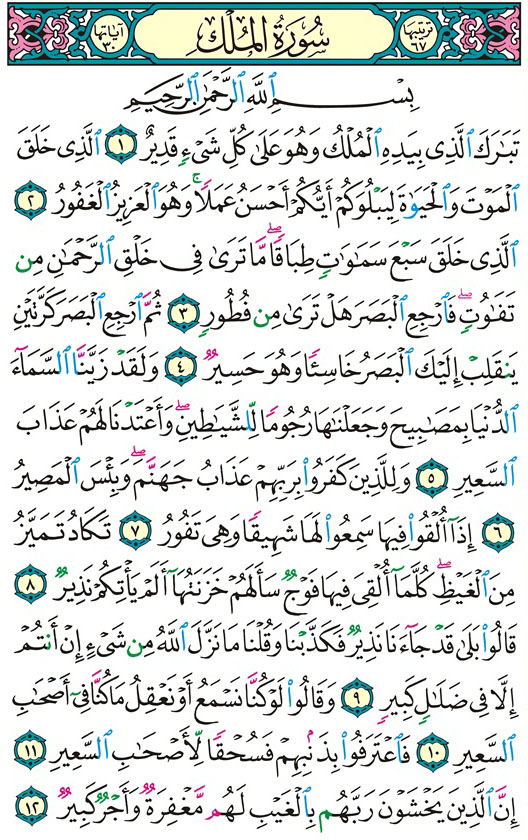 ترتيبها ٦٧ سُورَةُ المُلْكِ آياتها ٣٠
بِسْمِ ٱللَّهِ ٱلرَّحْمَٰنِ ٱلرَّحِيمِ
تَبَارَكَ ٱلَّذِى بِيَدِهِ ٱلْمُلْكُ وَهُوَ عَلَىٰ كُلِّ شَىْءٍ قَدِيرٌ ١ ٱلَّذِى خَلَقَ
ٱلْمَوْتَ وَٱلْحَيَوٰةَ لِيَبْلُوَكُمْ أَيُّكُمْ أَحْسَنُ عَمَلًا ۚ وَهُوَ ٱلْعَزِيزُ ٱلْغَفُورُ ٢
ٱلَّذِى خَلَقَ سَبْعَ سَمَٰوَٰتٍ طِبَاقًا ۖ مَّا تَرَىٰ فِى خَلْقِ ٱلرَّحْمَٰنِ مِن
تَفَٰوُتٍ ۖ فَٱرْجِعِ ٱلْبَصَرَ هَلْ تَرَىٰ مِن فُطُورٍ ٣ ثُمَّ ٱرْجِعِ ٱلْبَصَرَ كَرَّتَيْنِ
يَنقَلِبْ إِلَيْكَ ٱلْبَصَرُ خَاسِئًا وَهُوَ حَسِيرٌ ٤ وَلَقَدْ زَيَّنَّا ٱلسَّمَآءَ
ٱلدُّنْيَا بِمَصَٰبِيحَ وَجَعَلْنَٰهَا رُجُومًا لِّلشَّيَٰطِينِ ۖ وَأَعْتَدْنَا لَهُمْ عَذَابَ
ٱلسَّعِيرِ ٥ وَلِلَّذِينَ كَفَرُوا۟ بِرَبِّهِمْ عَذَابُ جَهَنَّمَ ۖ وَبِئْسَ ٱلْمَصِيرُ
٦ إِذَآ أُلْقُوا۟ فِيهَا سَمِعُوا۟ لَهَا شَهِيقًا وَهِىَ تَفُورُ ٧ تَكَادُ تَمَيَّزُ
مِنَ ٱلْغَيْظِ ۖ كُلَّمَآ أُلْقِىَ فِيهَا فَوْجٌ سَأَلَهُمْ خَزَنَتُهَآ أَلَمْ يَأْتِكُمْ نَذِيرٌ ٨
قَالُوا۟ بَلَىٰ قَدْ جَآءَنَا نَذِيرٌ فَكَذَّبْنَا وَقُلْنَا مَا نَزَّلَ ٱللَّهُ مِن شَىْءٍ إِنْ أَنتُمْ
إِلَّا فِى ضَلَٰلٍ كَبِيرٍ ٩ وَقَالُوا۟ لَوْ كُنَّا نَسْمَعُ أَوْ نَعْقِلُ مَا كُنَّا فِىٓ أَصْحَٰبِ
ٱلسَّعِيرِ ١٠ فَٱعْتَرَفُوا۟ بِذَنۢبِهِمْ فَسُحْقًا لِّأَصْحَٰبِ ٱلسَّعِيرِ ١١
إِنَّ ٱلَّذِينَ يَخْشَوْنَ رَبَّهُم بِٱلْغَيْبِ لَهُم مَّغْفِرَةٌ وَأَجْرٌ كَبِيرٌ ١٢